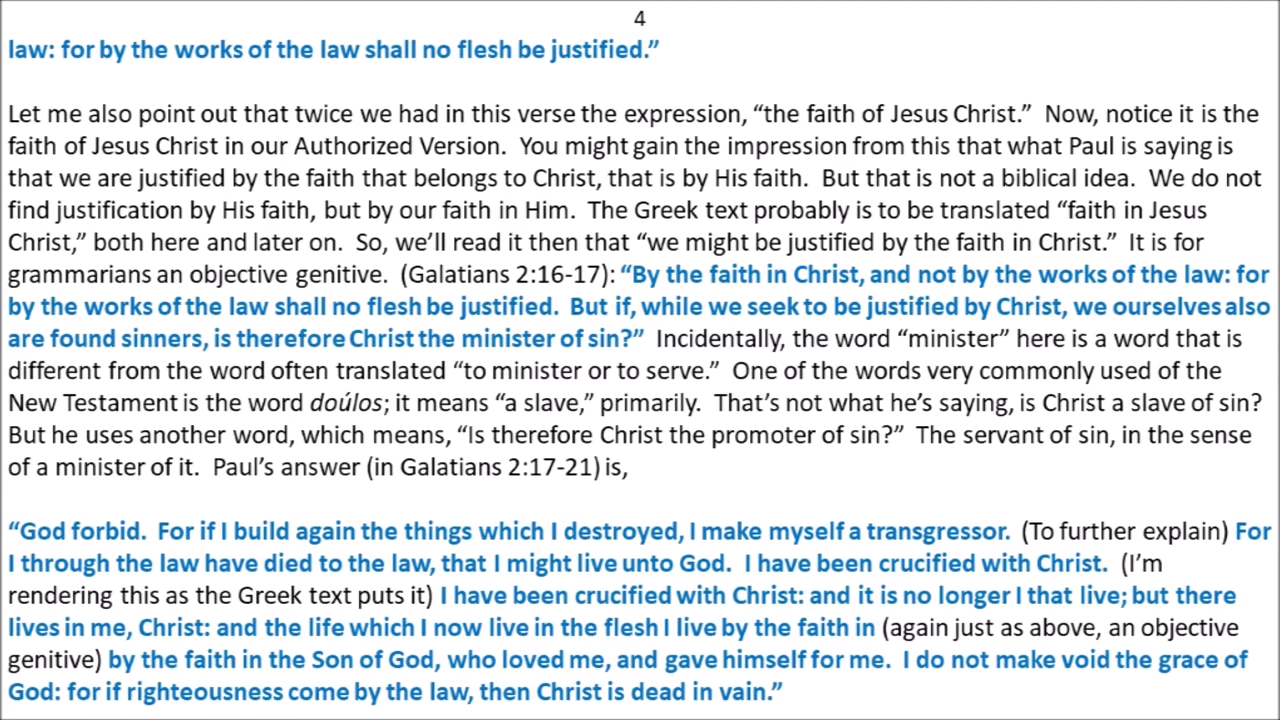 4
law: for by the works of the law shall no flesh be justified.”
Let me also point out that twice we had in this verse the expression, “the faith of Jesus Christ.” Now, notice it is the
faith of Jesus Christ in our Authorized Version. You might gain the impression from this that what Paul is saying is
that we are justified by the faith that belongs to Christ, that is by His faith. But that is not a biblical idea. We do not
find justification by His faith, but by our faith in Him. The Greek text probably is to be translated “faith in Jesus
Christ,” both here and later on. So, we’ll read it then that “we might be justified by the faith in Christ.” It is for
grammarians an objective genitive. (Galatians 2:16-17): “By the faith in Christ, and not by the works of the law: for
by the works of the law shall no flesh be justified. But if, while we seek to be justified by Christ, we ourselves also
are found sinners, is therefore Christ the minister of sin?” Incidentally, the word “minister” here is a word that is
different from the word often translated “to minister or to serve.” One of the words very commonly used of the
New Testament is the word doúlos; it means “a slave,” primarily. That’s not what he’s saying, is Christ a slave of sin?
But he uses another word, which means, “Is therefore Christ the promoter of sin?” The servant of sin, in the sense
of a minister of it. Paul’s answer (in Galatians 2:17-21) is,
“God forbid. For if I build again the things which I destroyed, I make myself a transgressor. (To further explain) For
I through the law have died to the law, that I might live unto God. I have been crucified with Christ. (I’m
rendering this as the Greek text puts it) I have been crucified with Christ: and it is no longer I that live; but there
lives in me, Christ: and the life which I now live in the flesh I live by the faith in (again just as above, an objective
genitive) by the faith in the Son of God, who loved me, and gave himself for me. I do not make void the grace of
God: for if righteousness come by the law, then Christ is dead in vain.”